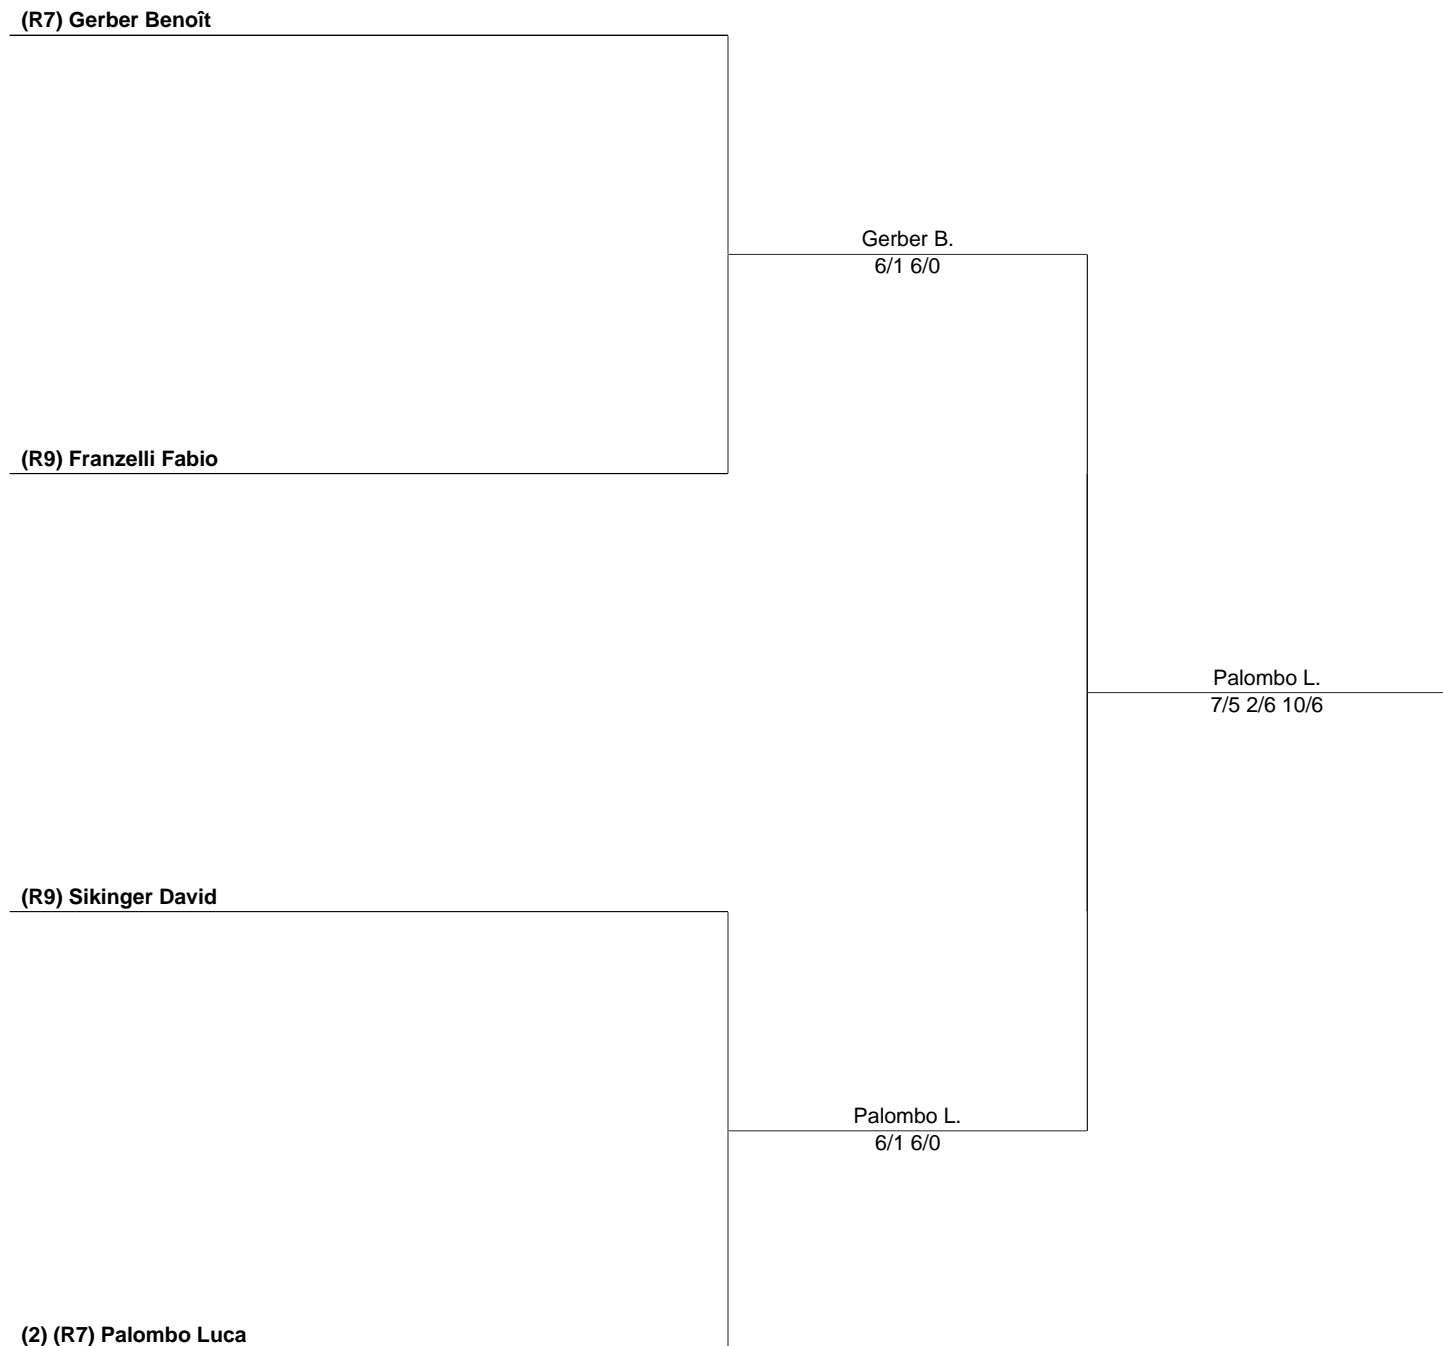 (R7) Gerber Benoît
Gerber B.
6/1 6/0
(R9) Franzelli Fabio
Palombo L.
7/5 2/6 10/6
(R9) Sikinger David
Palombo L.
6/1 6/0
(2) (R7) Palombo Luca